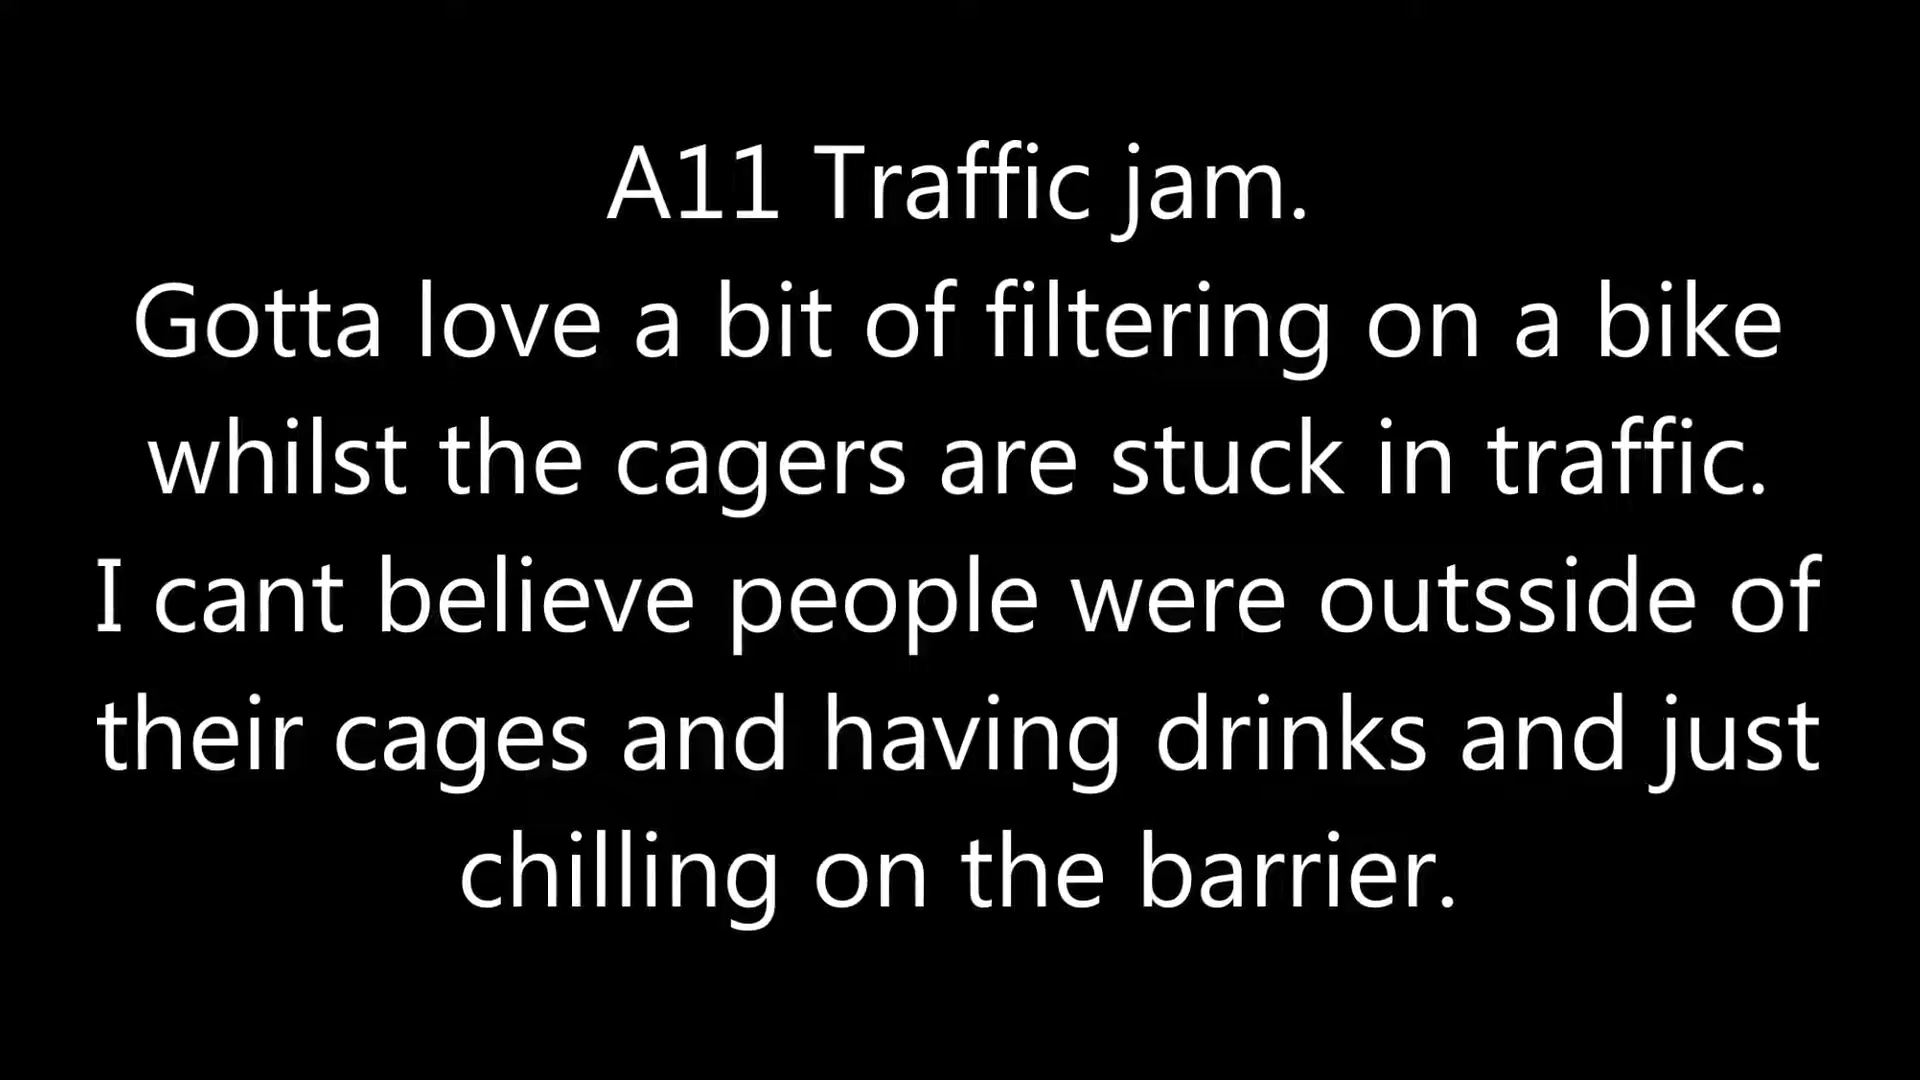 A11 Traffic jam.
Gotta love a bit of filtering on a bike
whilst the cagers are stuck in traffic.
I cant believe people were outsside of
their cages and having drinks and just
chilling on the barrier.